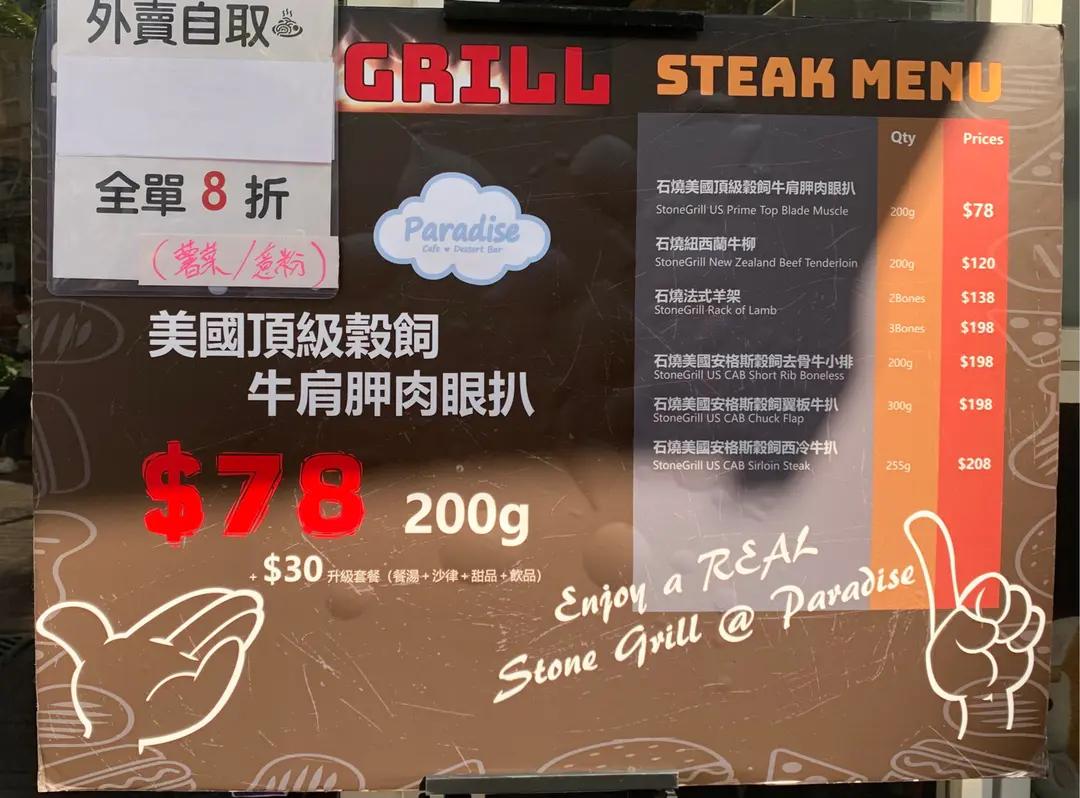 外賣自取
全單 8 折
(薯菜/意粉)
GRILL
Paradise
Cafe Dessert Bar
美國頂級穀飼
牛肩胛肉眼扒
$78 200g
+ $30 升級套餐（餐湯＋沙律＋甜品＋飲品）
STEAK MENU
Qty Prices
石燒美國頂級穀飼牛肩胛肉眼扒
StoneGrill US Prime Top Blade Muscle 200g $78
石燒紐西蘭牛柳
StoneGrill New Zealand Beef Tenderloin 200g $120
石燒法式羊架 2Bones $138
StoneGrill Rack of Lamb
3Bones $198
石燒美國安格斯穀飼去骨牛小排 200g $198
StoneGrill US CAB Short Rib Boneless
石燒美國安格斯穀飼翼板牛扒 300g $198
StoneGrill US CAB Chuck Flap
石燒美國安格斯穀飼西冷牛扒
StoneGrill US CAB Sirloin Steak 255g $208
Enjoy a REAL
Stone Grill @ Paradise